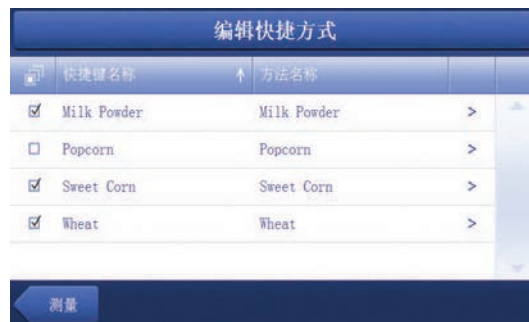 编辑快捷方式
快捷键名称 方法名称
Milk Powder Milk Powder >
Popcorn Popcorn >
Sweet Corn Sweet Corn >
Wheat Wheat >
测量